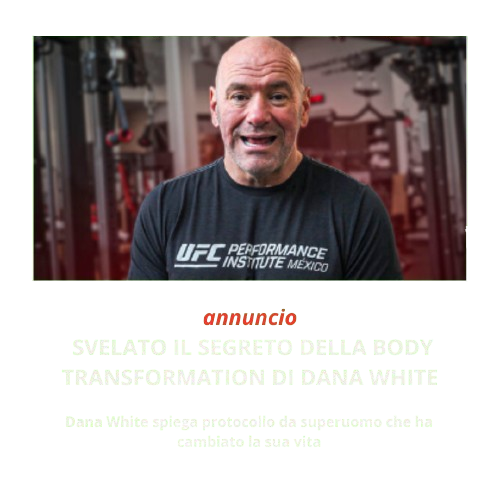 UFC PERFORMANCE
INSTITUTE MÉXICO
annuncio
SVELATO IL SEGRETO DELLA BODY
TRANSFORMATION DI DANA WHITE
Dana White spiega protocollo da superuomo che ha
cambiato la sua vita